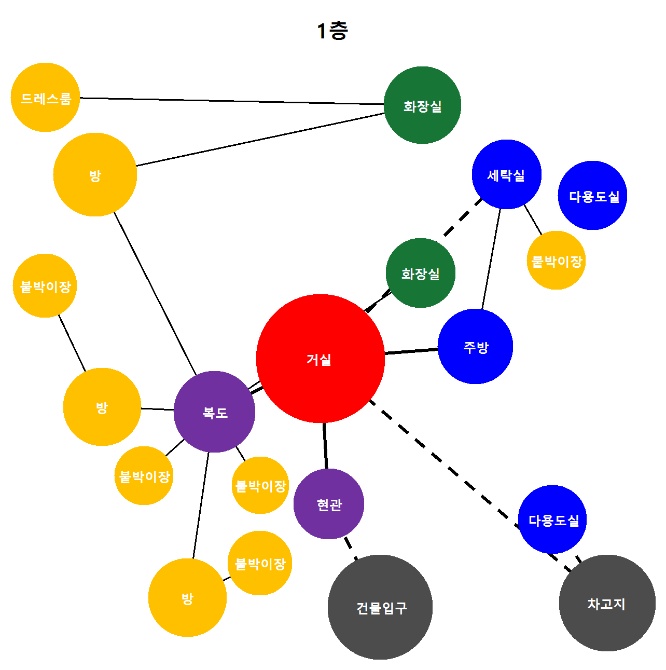 1층
드레스룸
화장실
방
세탁실
다용도실
붙박이장
화장실
붙박이장
거실
주방
방
복도
붙박이장
붙박이장
현관
다용도실
붙박이장
방
건물입구
차고지